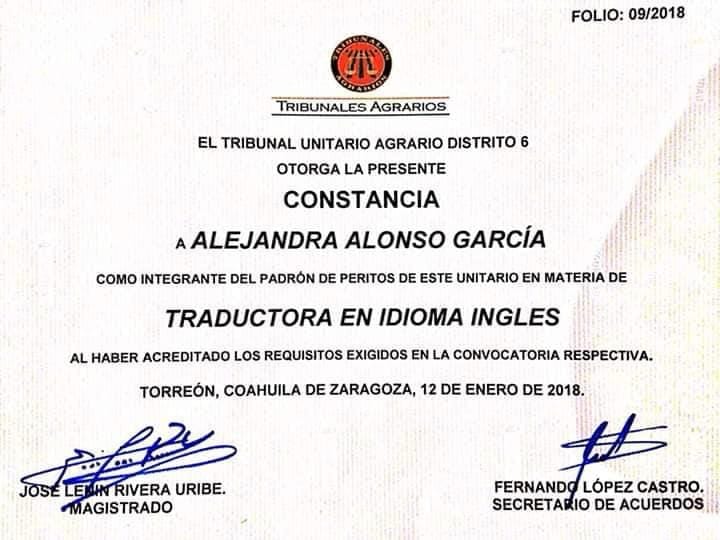 FOLIO: 09/2018
TRIBUNALES
AGRARIOS
TRIBUNALES AGRARIOS
EL TRIBUNAL UNITARIO AGRARIO DISTRITO 6
OTORGA LA PRESENTE
CONSTANCIA
A ALEJANDRA ALONSO GARCÍA
COMO INTEGRANTE DEL PADRÓN DE PERITOS DE ESTE UNITARIO EN MATERIA DE
TRADUCTORA EN IDIOMA INGLES
AL HABER ACREDITADO LOS REQUISITOS EXIGIDOS EN LA CONVOCATORIA RESPECTIVA.
TORREÓN, COAHUILA DE ZARAGOZA, 12 DE ENERO DE 2018.
JOSÉ LENIN RIVERA URIBE.
MAGISTRADO
FERNANDO LÓPEZ CASTRO.
SECRETARIO DE ACUERDOS